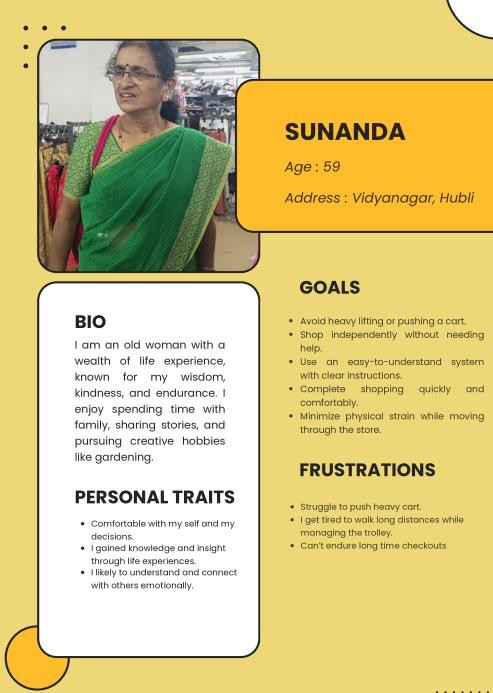 SUNANDA
Age : 59
Address : Vidyanagar, Hubli
BIO
I am an old woman with a
wealth of life experience,
known for my wisdom,
kindness, and endurance. I
enjoy spending time with
family, sharing stories, and
pursuing creative hobbies
like gardening.
PERSONAL TRAITS
• Comfortable with my self and my
decisions.
• I gained knowledge and insight
through life experiences.
• I likely to understand and connect
with others emotionally.
GOALS
• Avoid heavy lifting or pushing a cart.
• Shop independently without needing
help.
• Use an easy-to-understand system
with clear instructions.
• Complete shopping quickly and
comfortably.
• Minimize physical strain while moving
through the store.
FRUSTRATIONS
• Struggle to push heavy cart.
• I get tired to walk long distances while
managing the trolley.
• Can't endure long time checkouts